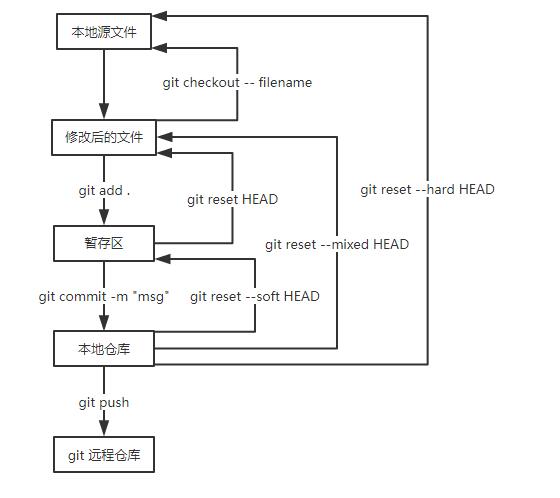 本地源文件
git checkout -- filename
修改后的文件
git add .
git reset HEAD
git reset --hard HEAD
暂存区
git reset --mixed HEAD
git commit -m "msg"
git reset --soft HEAD
本地仓库
git push
git 远程仓库